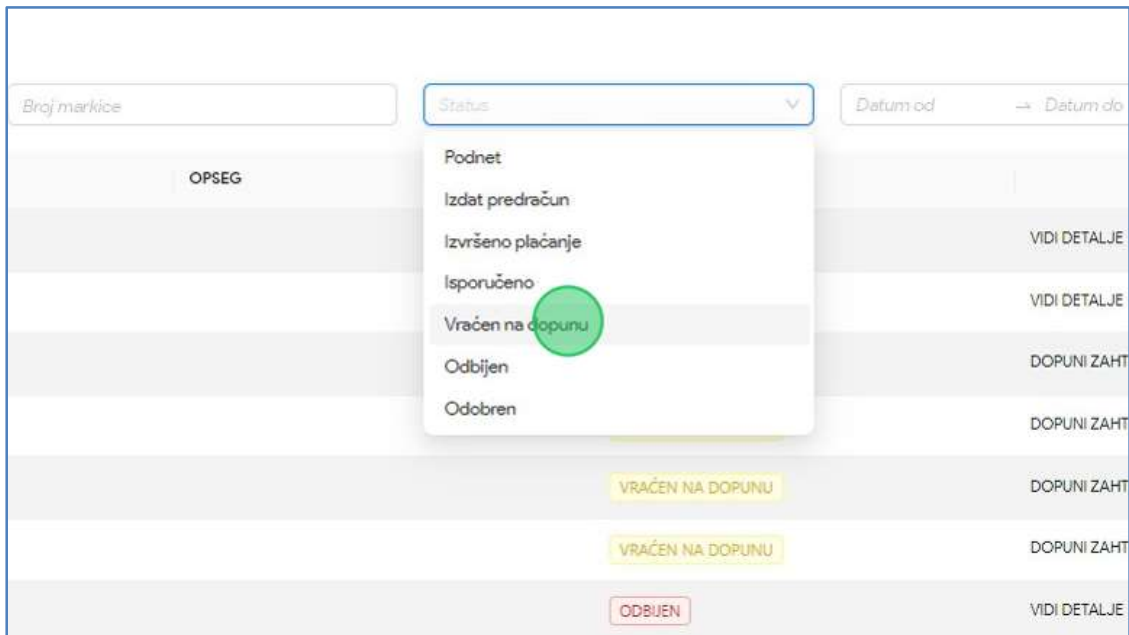 Broj markice
Status
Datum od → Datum do
OPSEG
Podnet
Izdat predračun
Izvršeno plaćanje
Isporučeno
Vraćen na dopunu
Odbijen
Odobren
VIDI DETALJE
VIDI DETALJE
DOPUNI ZAHT
DOPUNI ZAHT
VRAĆEN NA DOPUNU
DOPUNI ZAHT
VRAĆEN NA DOPUNU
DOPUNI ZAHT
ODBIJEN
VIDI DETALJE